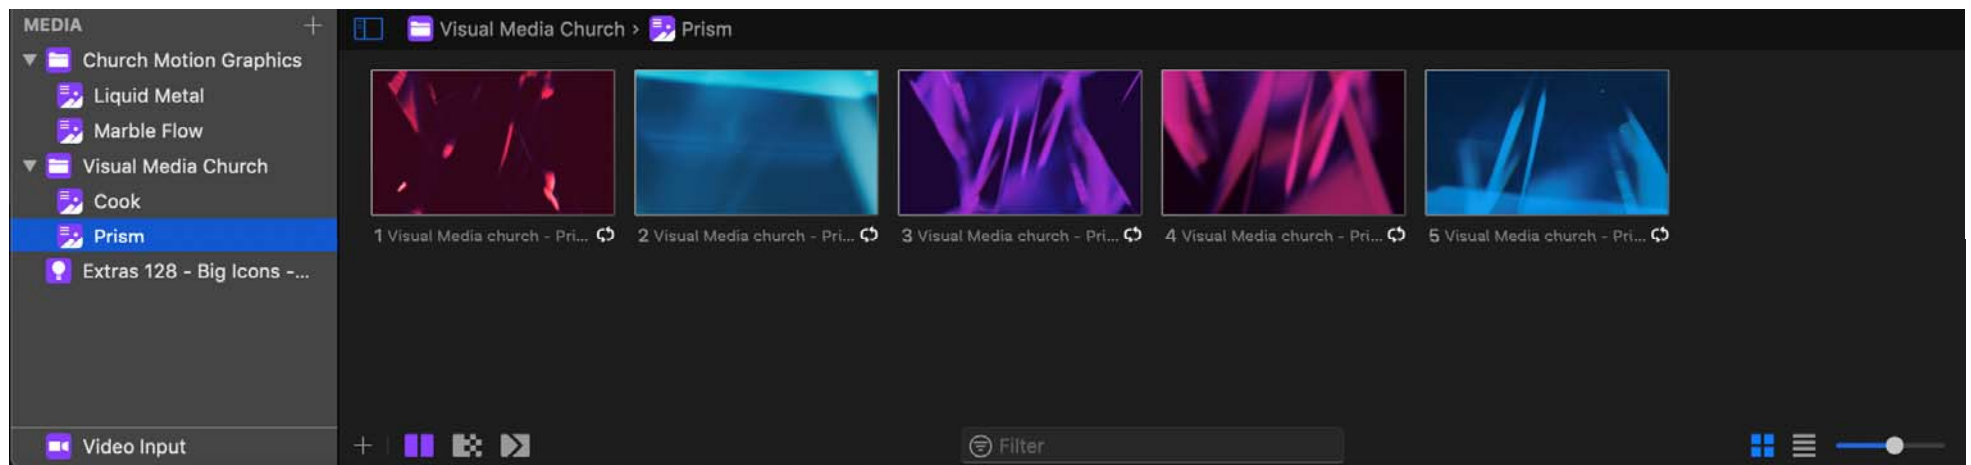 MEDIA
Church Motion Graphics
Liquid Metal
Marble Flow
Visual Media Church
Cook
Prism
Extras 128 - Big Icons -...
Video Input
Visual Media Church › Prism
1 Visual Media church - Pri...
2 Visual Media church - Pri...
3 Visual Media church - Pri...
4 Visual Media church - Pri...
5 Visual Media church - Pri...
Filter